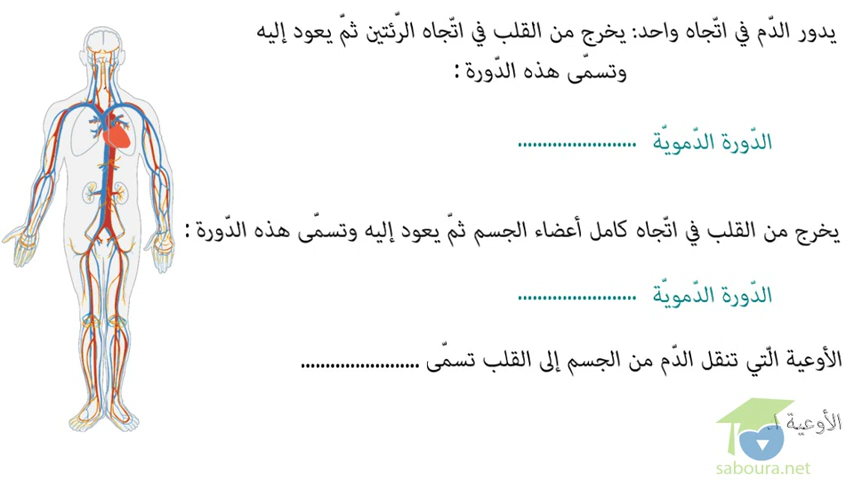 يدور الدّم في اتّجاه واحد: يخرج من القلب في اتّجاه الرّئتين ثمّ يعود إليه
وتسمّى هذه الدّورة :
الدّورة الدّمويّة ........................
يخرج من القلب في اتّجاه كامل أعضاء الجسم ثمّ يعود إليه وتسمّى هذه الدّورة :
الدّورة الدّمويّة ........................
الأوعية الّتي تنقل الدّم من الجسم إلى القلب تسمّى ........................
الأوعية
saboura.net